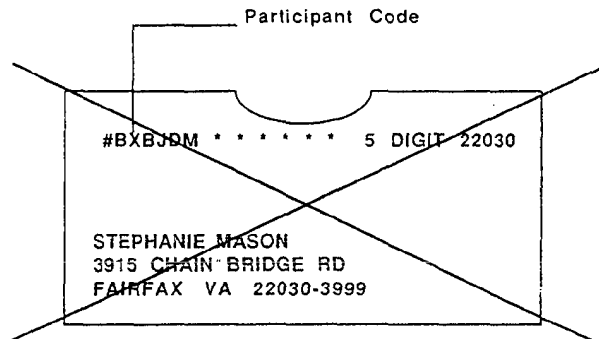 Participant Code
#BXBJDM * * * * * * 5 DIGIT 22030
STEPHANIE MASON
3915 CHAIN BRIDGE RD
FAIRFAX VA 22030-3999